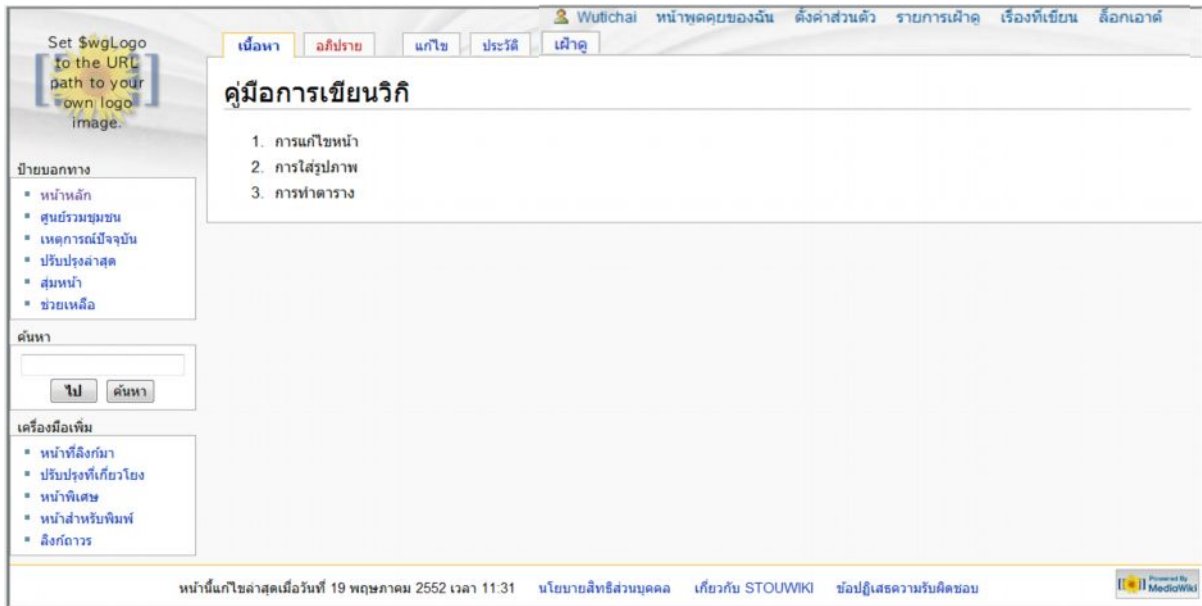 Wutichai หน้าพูดคุยของฉัน ตั้งค่าส่วนตัว รายการเฝ้าดู เรื่องที่เขียน ล็อกเอาต์
Set $wgLogo
to the URL
path to your
own logo
image.
เนื้อหา อภิปราย แก้ไข ประวัติ เฝ้าดู
คู่มือการเขียนวิกิ
1. การแก้ไขหน้า
2. การใส่รูปภาพ
3. การทำตาราง
ป้ายบอกทาง
หน้าหลัก
ศูนย์รวมชุมชน
เหตุการณ์ปัจจุบัน
ปรับปรุงล่าสุด
สุ่มหน้า
ช่วยเหลือ
ค้นหา
ไป ค้นหา
เครื่องมือเพิ่ม
หน้าที่ลิงก์มา
ปรับปรุงที่เกี่ยวโยง
หน้าพิเศษ
หน้าสำหรับพิมพ์
ลิงก์ถาวร
หน้านี้แก้ไขล่าสุดเมื่อวันที่ 19 พฤษภาคม 2552 เวลา 11:31 นโยบายสิทธิส่วนบุคคล เกี่ยวกับ STOUWIKI ข้อปฏิเสธความรับผิดชอบ
Powered By
MediaWiki